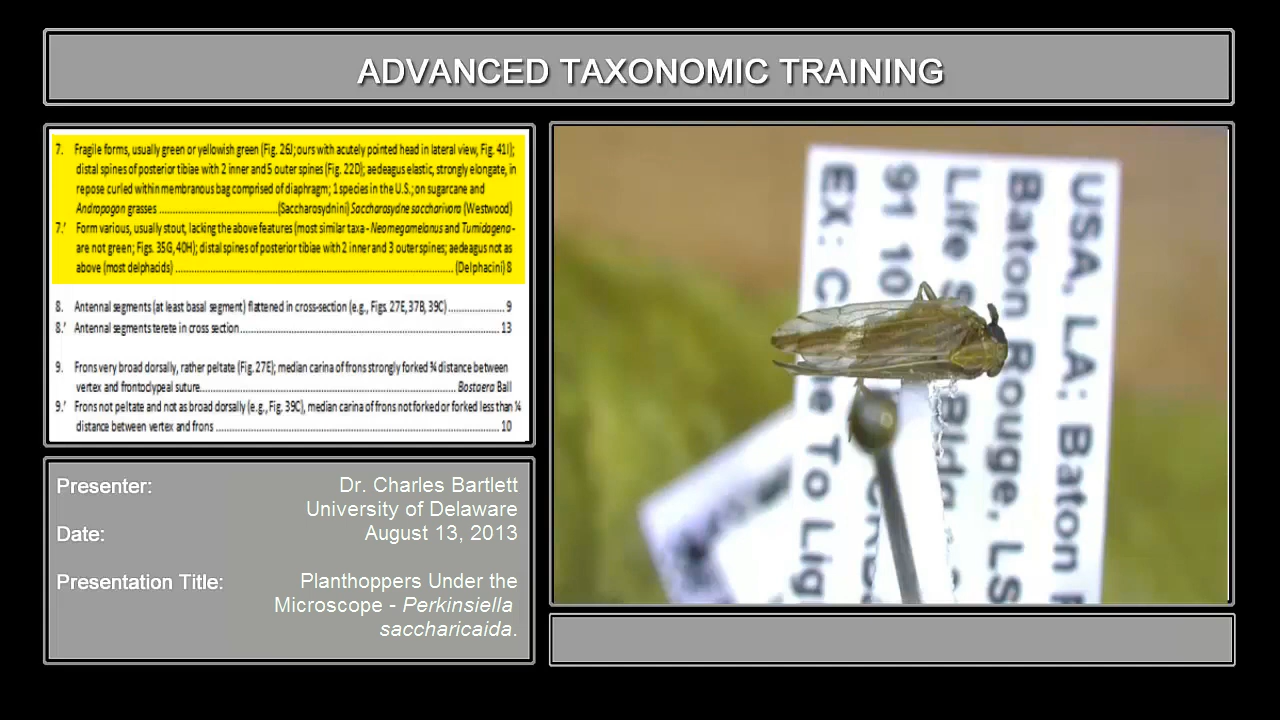 ADVANCED TAXONOMIC TRAINING
7. Fragile forms, usually green or yellowish green (Fig. 26J; ours with acutely pointed head in lateral view, Fig. 41I);
distal spines of posterior tibiae with 2 inner and 5 outer spines (Fig. 22D); aedeagus elastic, strongly elongate, in
repose curled within membranous bag comprised of diaphragm; 1 species in the U.S.; on sugarcane and
Andropogon grasses ........................................(Saccharosydnini) Saccharosydne saccharivora (Westwood)
7.' Form various, usually stout, lacking the above features (most similar taxa - Neomegamelanus and Tumidagena -
are not green; Figs. 35G, 40H); distal spines of posterior tibiae with 2 inner and 3 outer spines; aedeagus not as
above (most delphacids) ........................................ (Delphacini) 8
8. Antennal segments (at least basal segment) flattened in cross-section (e.g., Figs. 27E, 37B, 39C) .................... 9
8.' Antennal segments terete in cross section........................................ 13
9. Frons very broad dorsally, rather peltate (Fig. 27E); median carina of frons strongly forked ¾ distance between
vertex and frontoclypeal suture........................................ Bostaera Ball
9.' Frons not peltate and not as broad dorsally (e.g., Fig. 39C), median carina of frons not forked or forked less than ¼
distance between vertex and frons ........................................ 10
Presenter: Dr. Charles Bartlett
University of Delaware
Date: August 13, 2013
Presentation Title: Planthoppers Under the
Microscope - Perkinsiella
saccharicaida.
USA, LA: Baton
Baton Rouge, LS
Life S Bldg
91 10
EX: To Lig